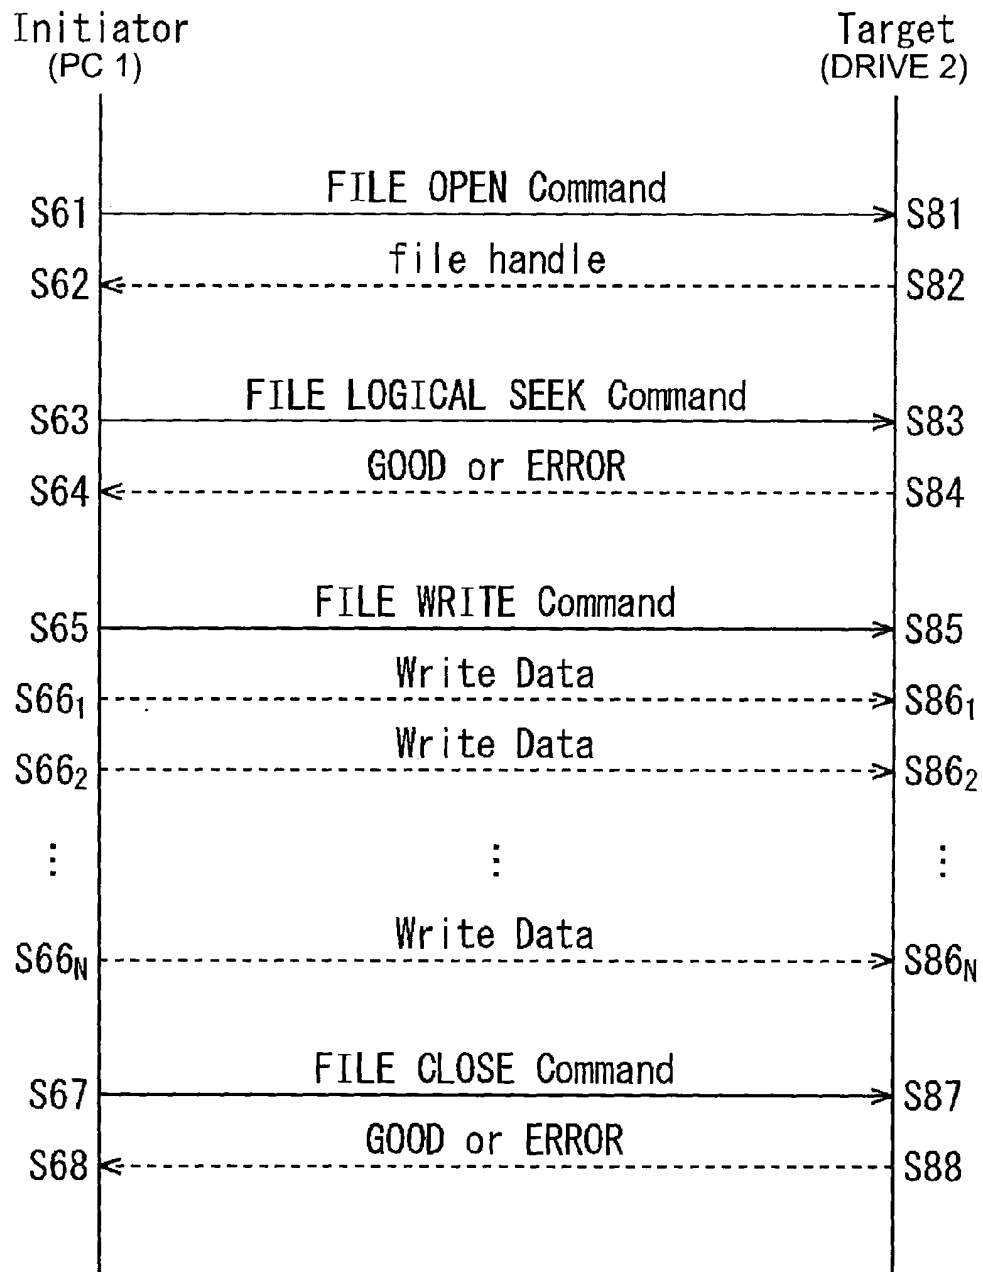 Initiator Target
(PC 1) (DRIVE 2)
FILE OPEN Command
S61 S81
file handle
S62 S82
FILE LOGICAL SEEK Command
S63 S83
GOOD or ERROR
S64 S84
FILE WRITE Command
S65 S85
Write Data
S66₁ S86₁
Write Data
S66₂ S86₂
⋮ ⋮ ⋮
Write Data
S66N S86N
FILE CLOSE Command
S67 S87
GOOD or ERROR
S68 S88